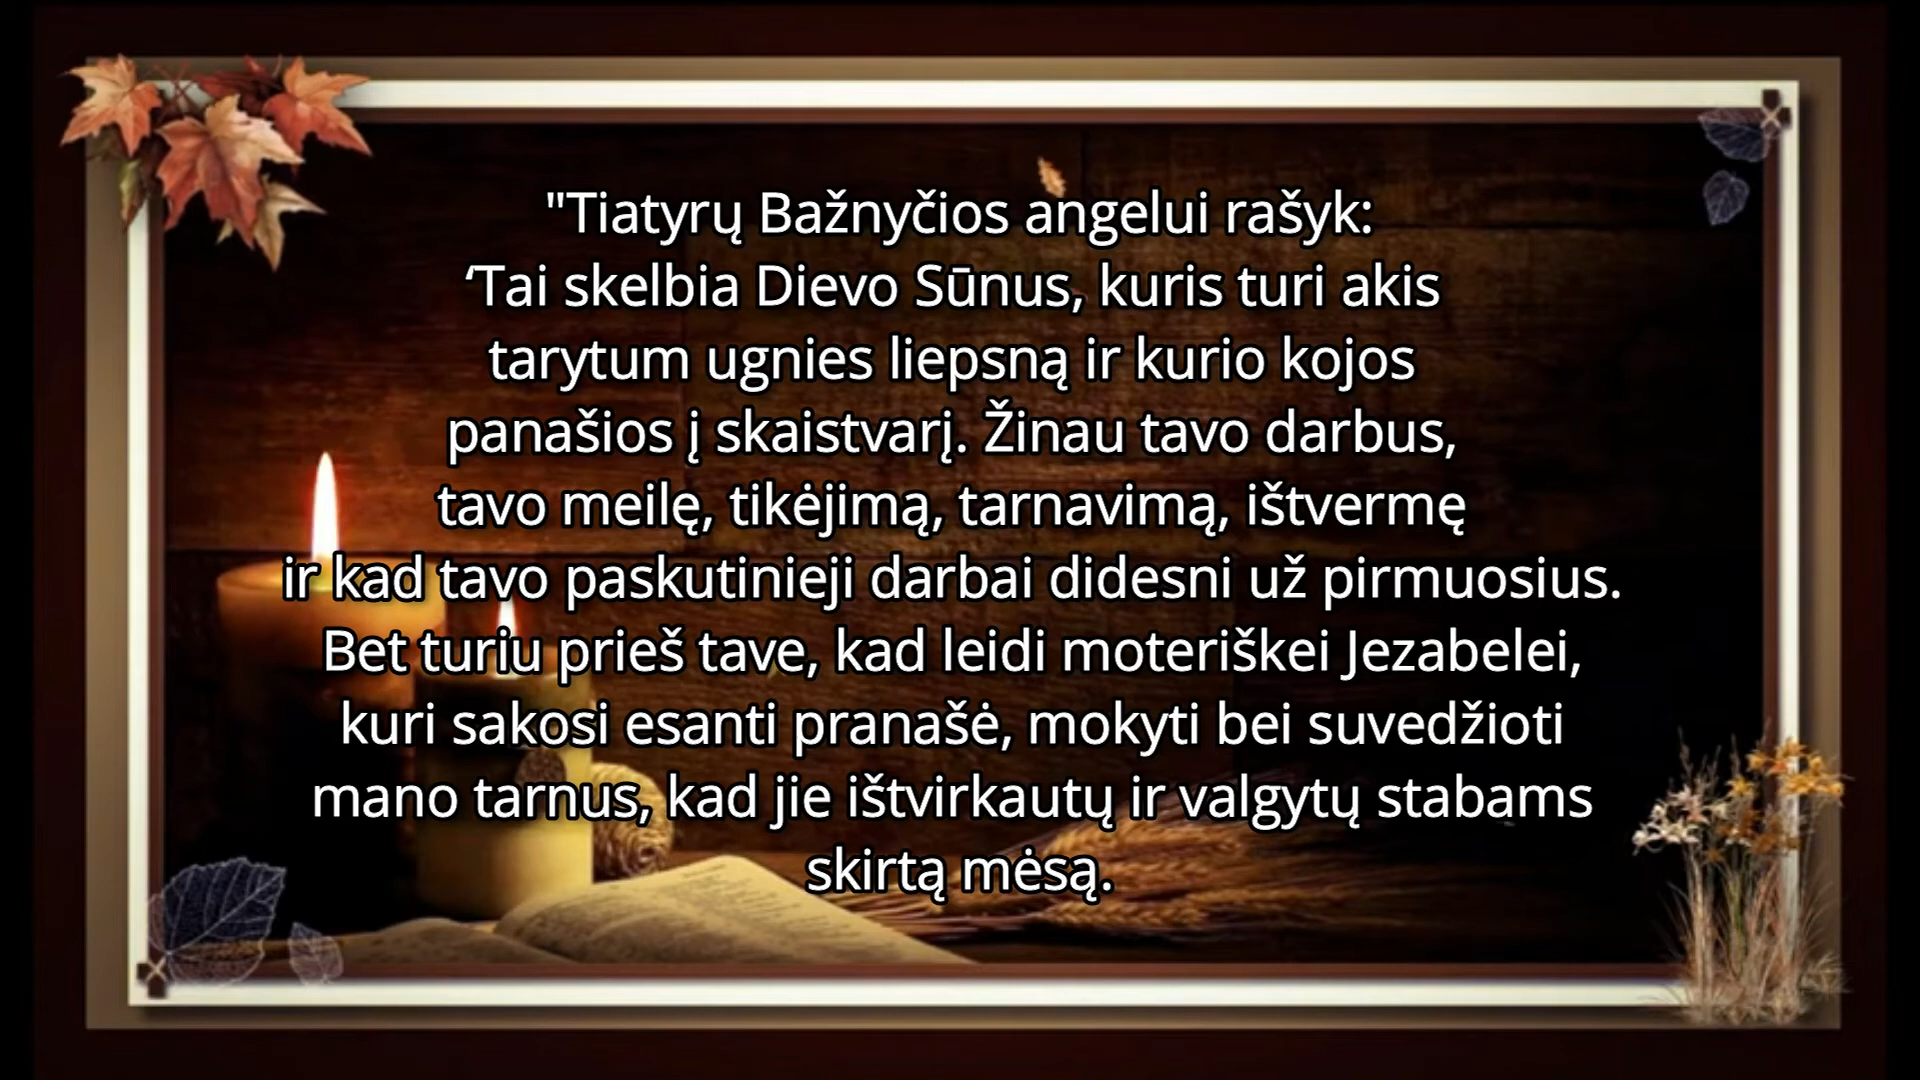 "Tiatyrų Bažnyčios angelui rašyk:
‘Tai skelbia Dievo Sūnus, kuris turi akis
tarytum ugnies liepsną ir kurio kojos
panašios į skaistvarį. Žinau tavo darbus,
tavo meilę, tikėjimą, tarnavimą, ištvermę
ir kad tavo paskutinieji darbai didesni už pirmuosius.
Bet turiu prieš tave, kad leidi moteriškei Jezabelei,
kuri sakosi esanti pranašė, mokyti bei suvedžioti
mano tarnus, kad jie ištvirkautų ir valgytų stabams
skirtą mėsą.